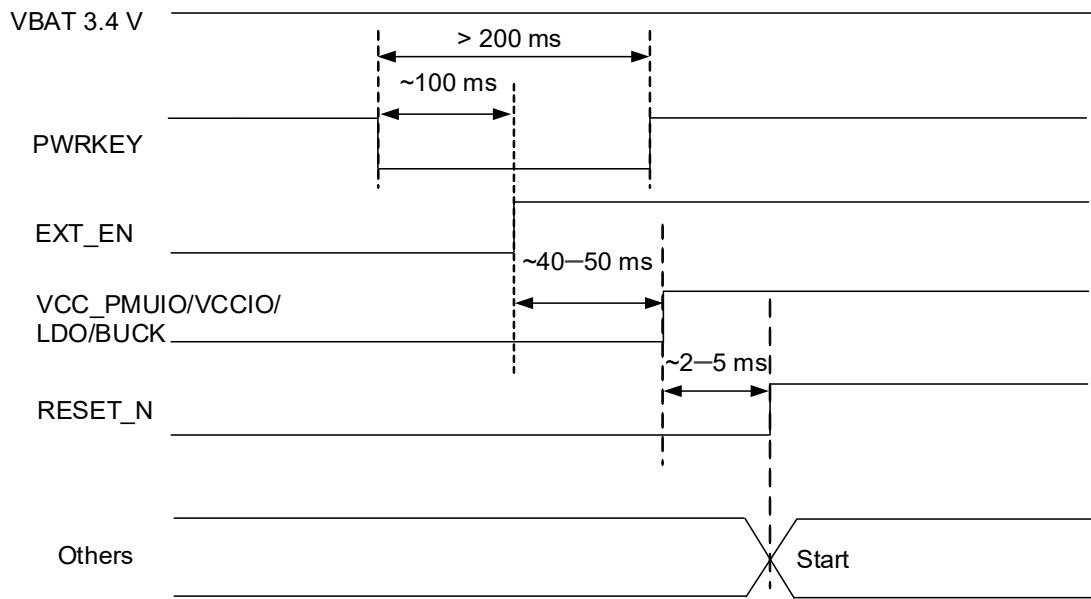 VBAT 3.4 V
> 200 ms
~100 ms
PWRKEY
EXT_EN
~40—50 ms
VCC_PMUIO/VCCIO/
LDO/BUCK
~2—5 ms
RESET_N
Others
Start